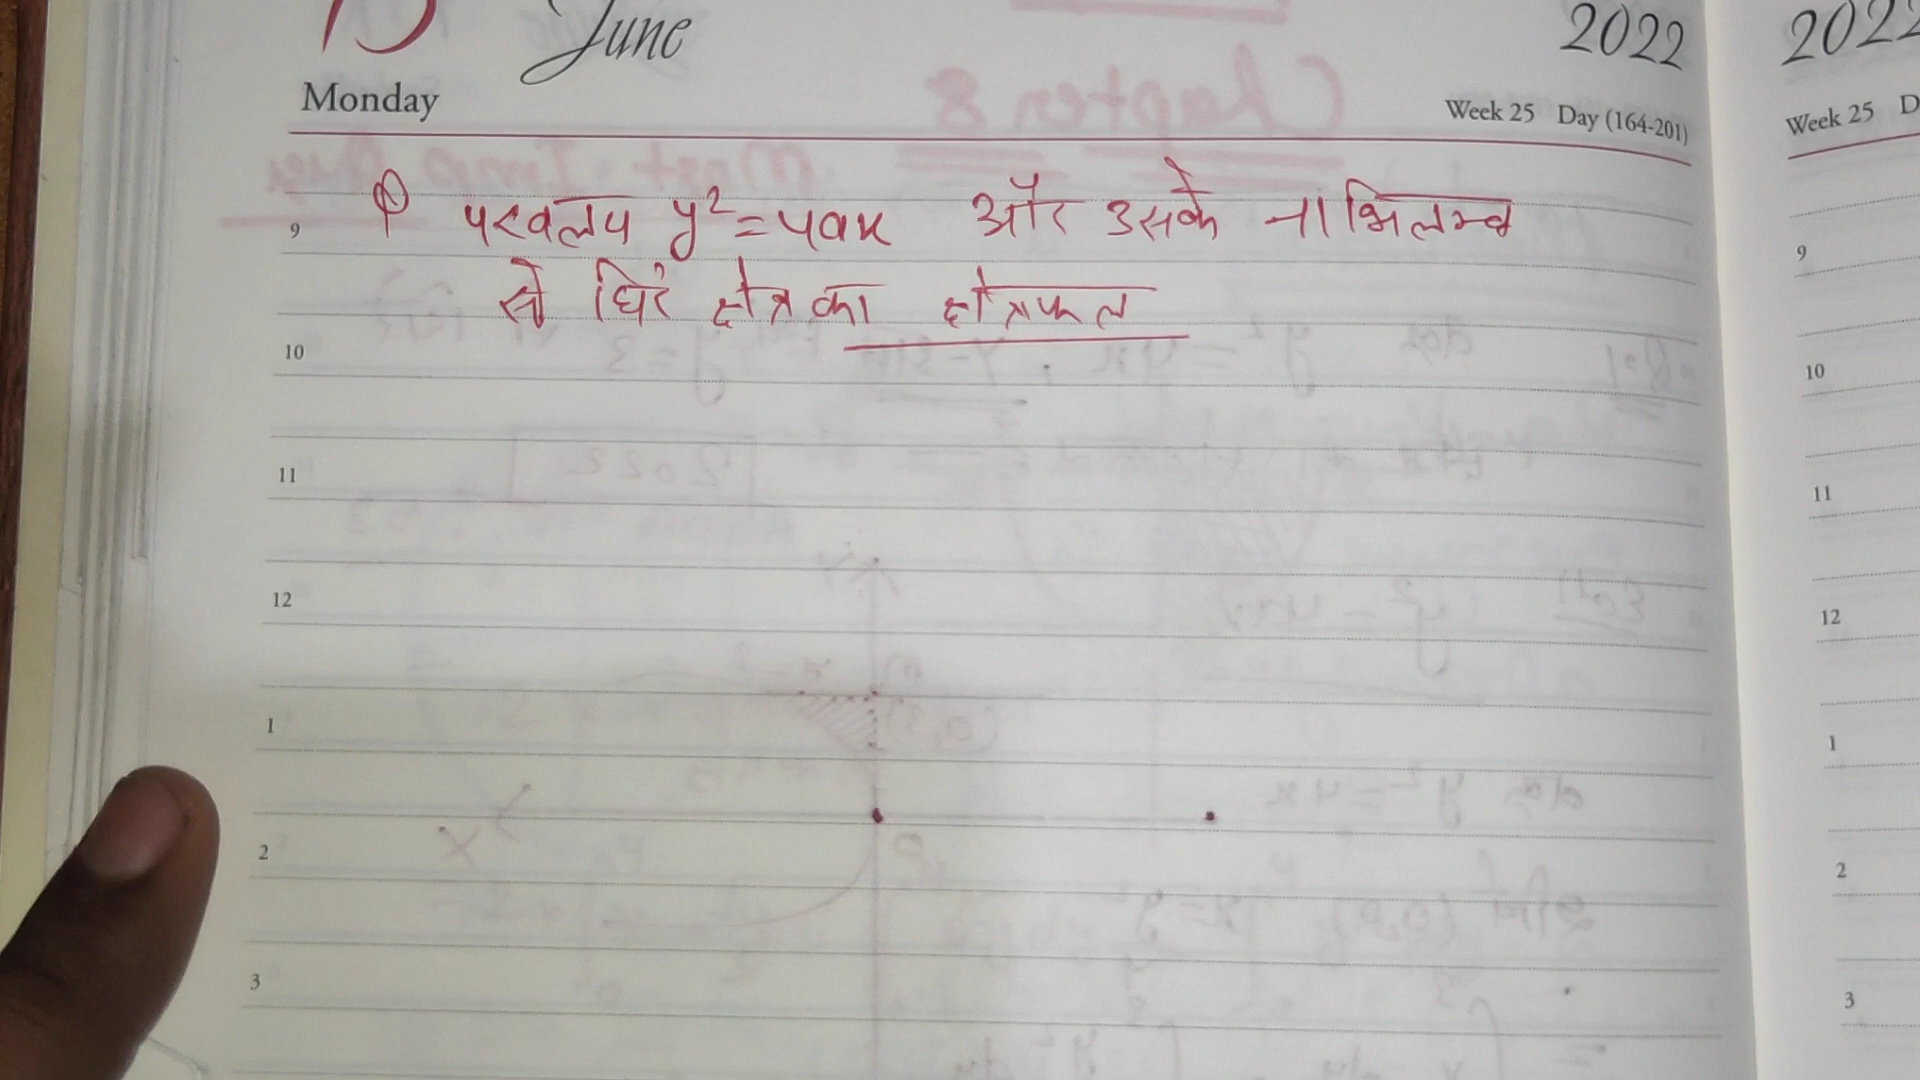 June 2022 2022
Monday Week 25 Day (164-201) Week 25 D
परवलय y²=4ax और उसके नाभिलम्ब
से घिरे क्षेत्र का क्षेत्रफल
9 9
10 10
11 11
12 12
1 1
2 2
3 3